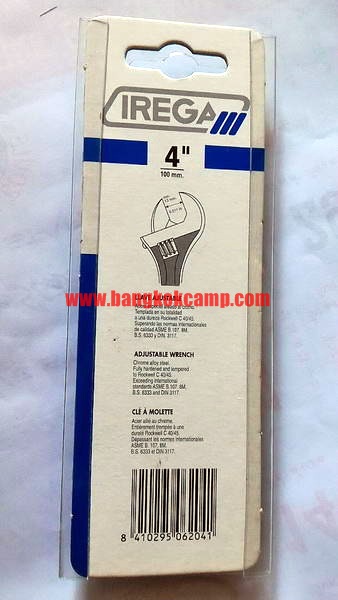 IREGA
4"
100 mm.
13 mm.
www.bangkokcamp.com
LLAVE AJUSTABLE
Templada en su totalidad
a una dureza Rockwell C 40/45.
Superando las normas internacionales
de calidad ASME B. 107. 8M.
B.S. 6333 y DIN. 3117.
ADJUSTABLE WRENCH
Chrome alloy steel.
Fully hardened and tempered
to Rockwell C 40/45.
Exceeding international
standards ASME B. 107. 8M.
B.S. 6333 and DIN 3117.
CLÉ À MOLETTE
Acier allié au chrome.
Entièrement trempée à une
dureté Rockwell C 40/45.
Dépassant les normes internationales
ASME B. 107. 8M.
B.S. 6333 et DIN 3117.
8 410295 062041